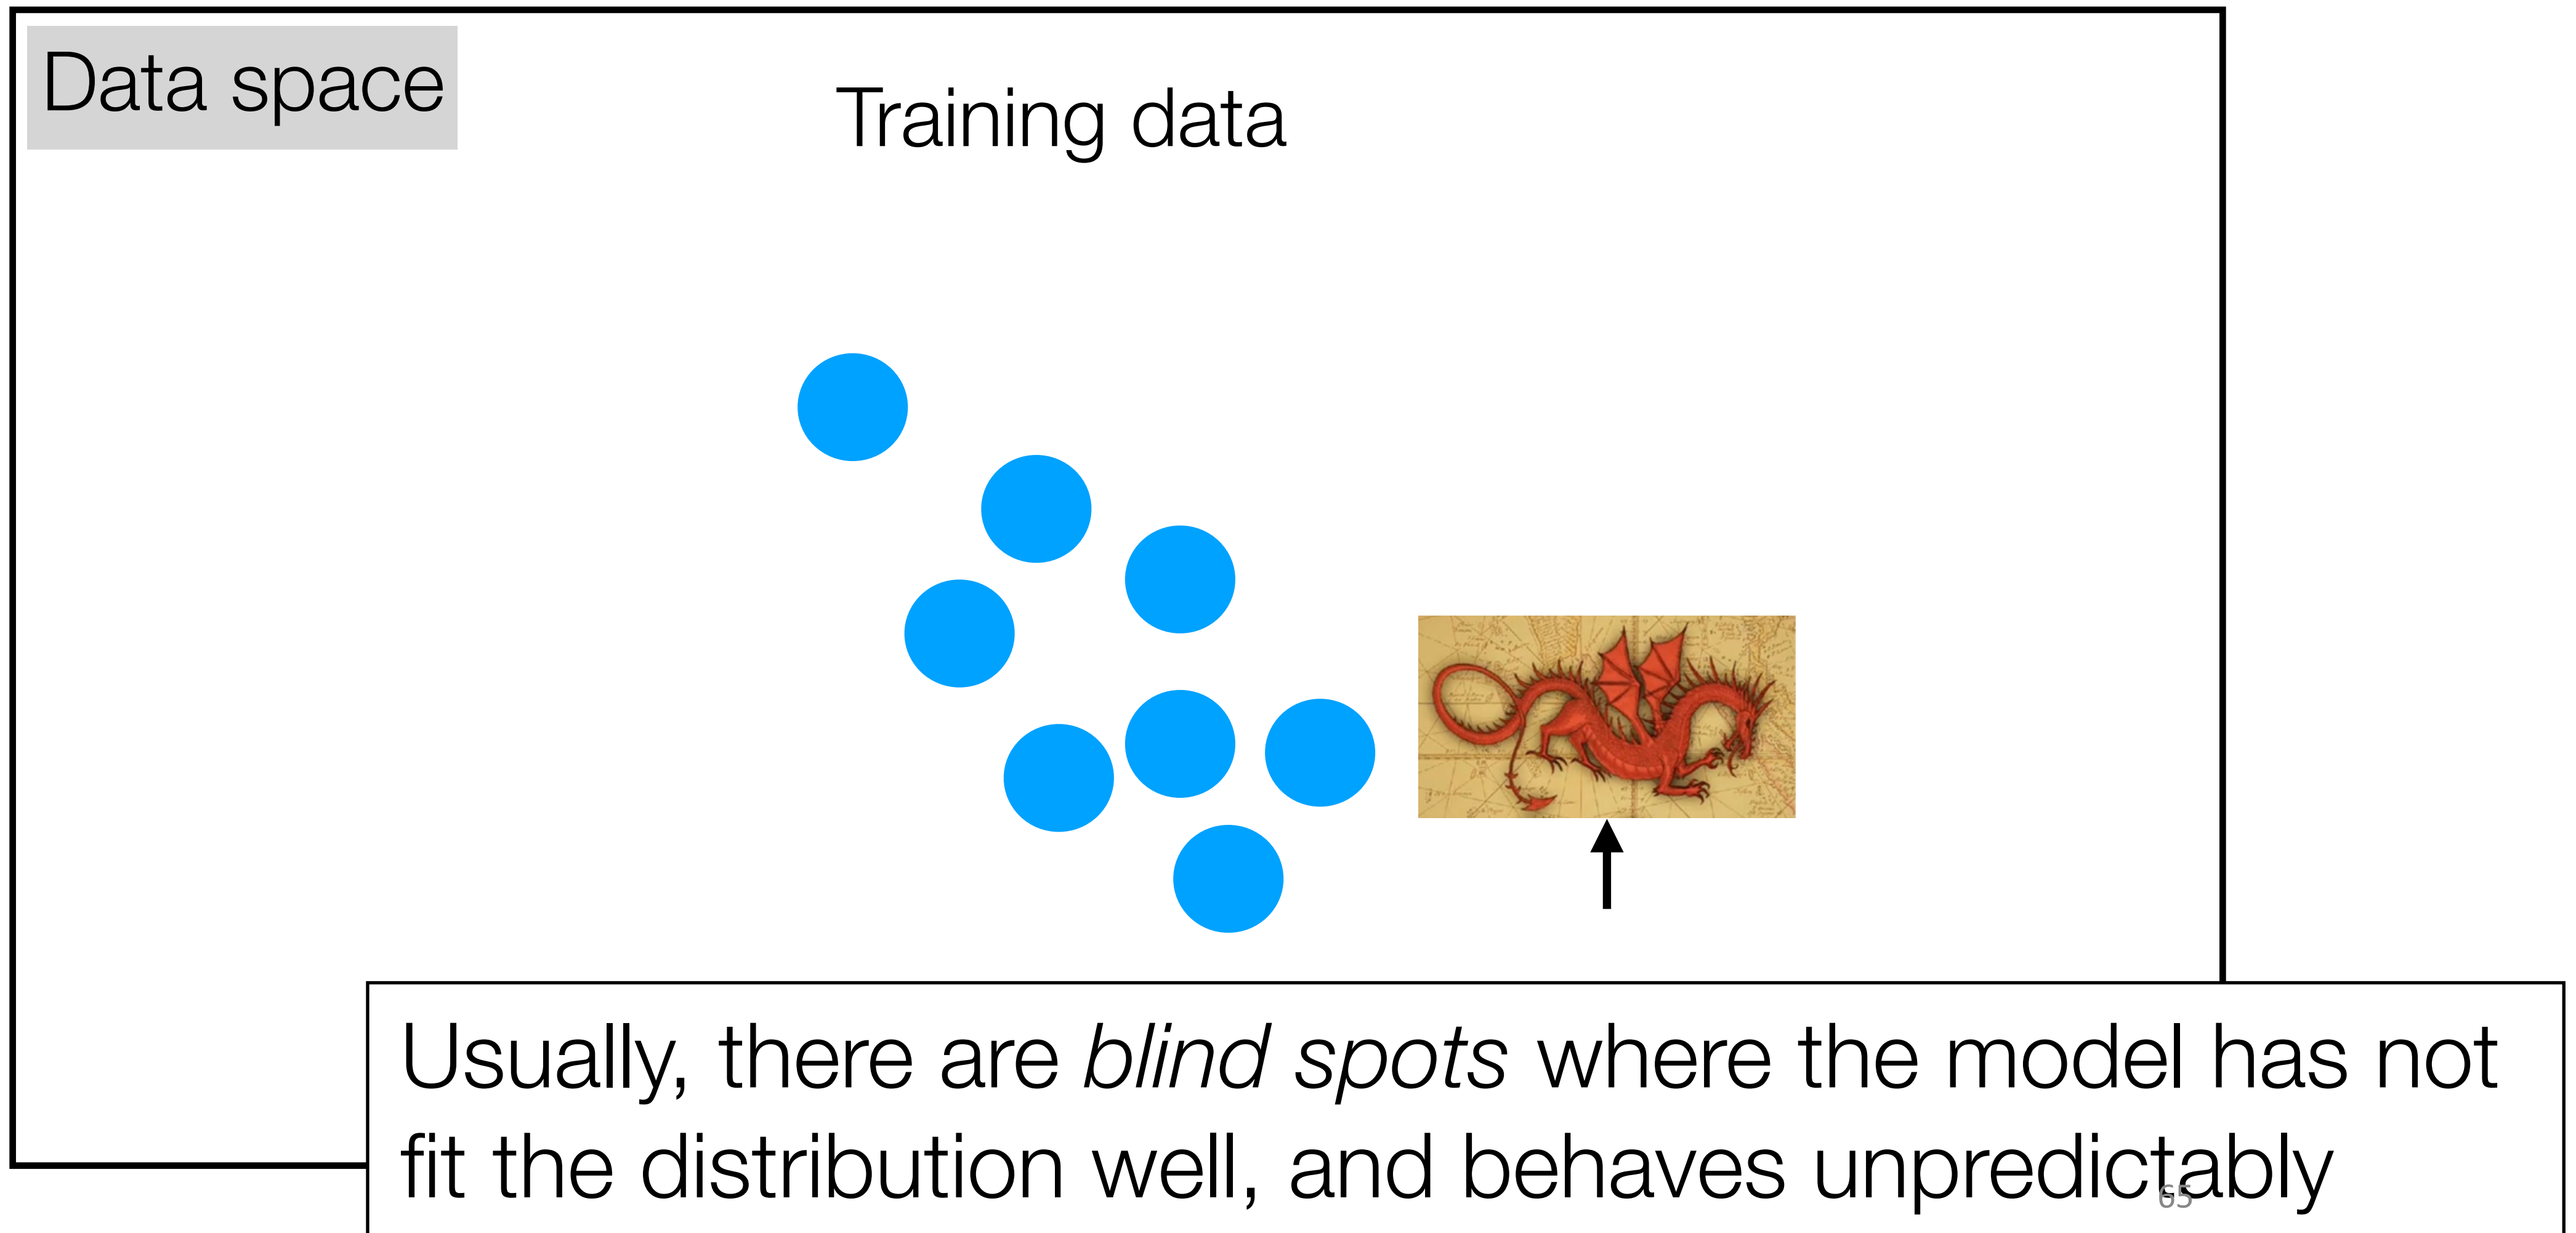 Data space
Training data
Usually, there are blind spots where the model has not
fit the distribution well, and behaves unpredictably
65